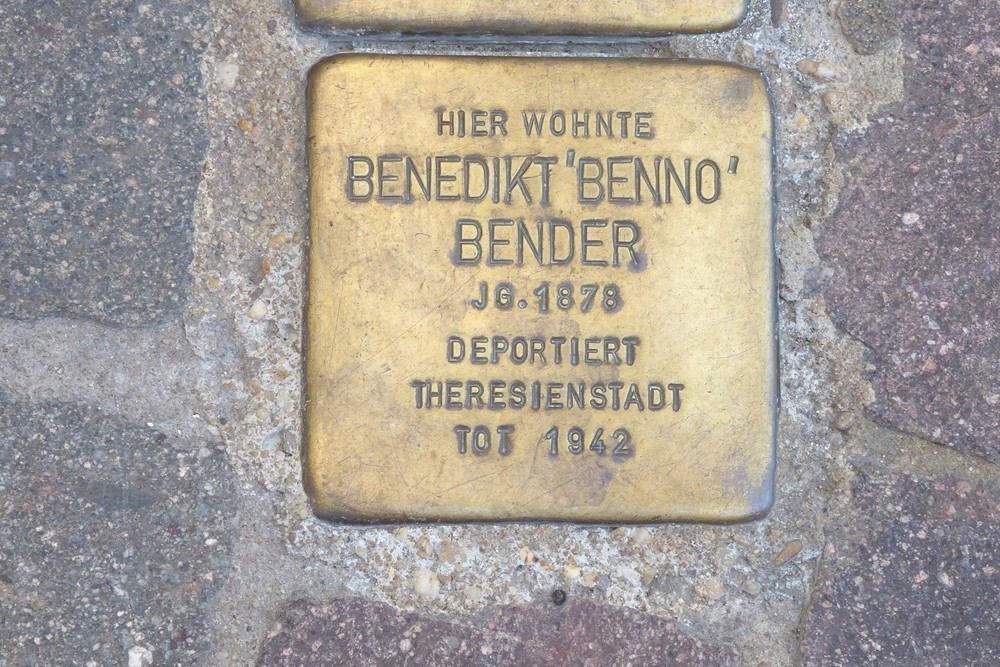 HIER WOHNTE
BENEDIKT 'BENNO'
BENDER
JG. 1878
DEPORTIERT
THERESIENSTADT
TOT 1942